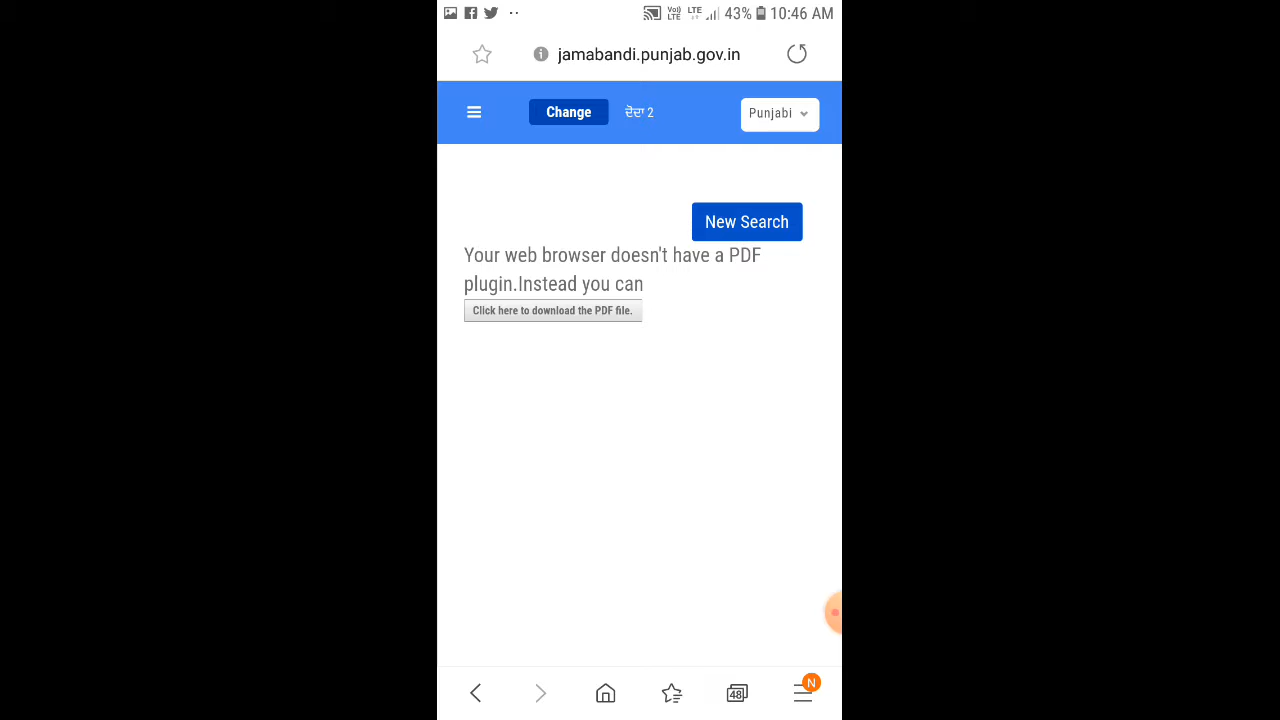 43% 10:46 AM
jamabandi.punjab.gov.in
Change ਦੋਦਾ 2 Punjabi
New Search
Your web browser doesn't have a PDF
plugin.Instead you can
Click here to download the PDF file.
48 N